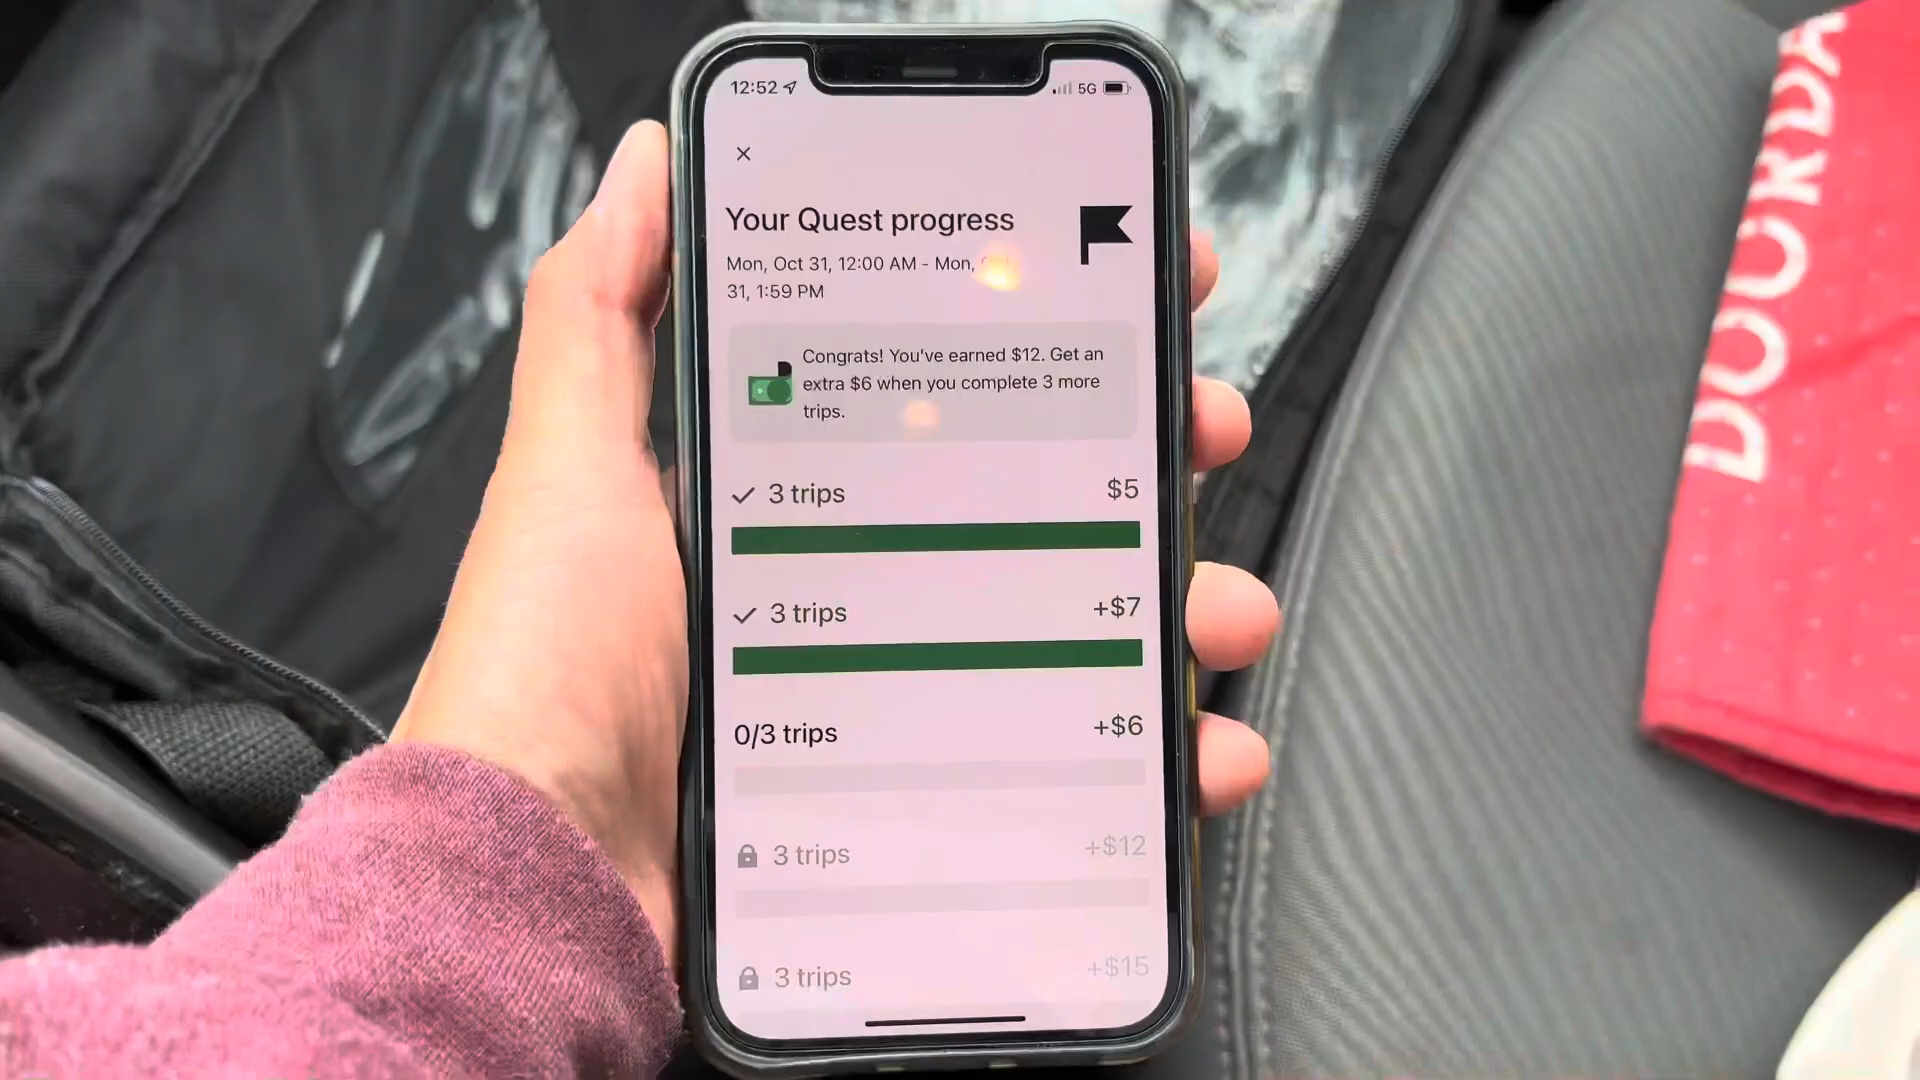 12:52
5G
Your Quest progress
Mon, Oct 31, 12:00 AM - Mon,
31, 1:59 PM
Congrats! You've earned $12. Get an
extra $6 when you complete 3 more
trips.
3 trips $5
3 trips +$7
0/3 trips +$6
3 trips +$12
3 trips +$15
DOORDA